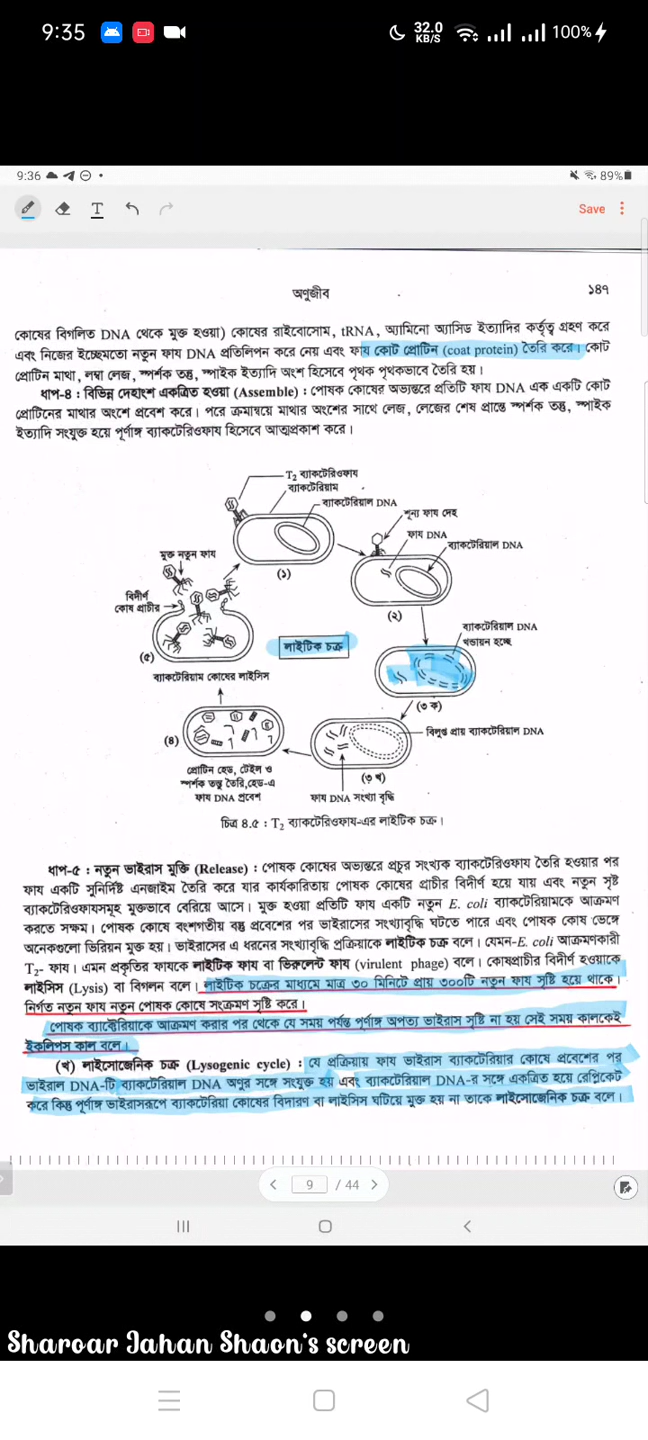 9:35
32.0
KB/S
100%
9:36
89%
T
Save
অণুজীব
১৪৭
কোষের বিগলিত DNA থেকে মুক্ত হওয়া) কোষের রাইবোসোম, tRNA, অ্যামিনো অ্যাসিড ইত্যাদির কর্তৃত্ব গ্রহণ করে
এবং নিজের ইচ্ছেমতো নতুন ফায DNA প্রতিলিপন করে নেয় এবং ফায কোট প্রোটিন (coat protein) তৈরি করে। কোট
প্রোটিন মাথা, লম্বা লেজ, স্পর্শক তন্তু, স্পাইক ইত্যাদি অংশ হিসেবে পৃথক পৃথকভাবে তৈরি হয়।
ধাপ-৪ : বিভিন্ন দেহাংশ একত্রিত হওয়া (Assemble) : পোষক কোষের অভ্যন্তরে প্রতিটি ফায DNA এক একটি কোট
প্রোটিনের মাথার অংশে প্রবেশ করে। পরে ক্রমান্বয়ে মাথার অংশের সাথে লেজ, লেজের শেষ প্রান্তে স্পর্শক তন্তু, স্পাইক
ইত্যাদি সংযুক্ত হয়ে পূর্ণাঙ্গ ব্যাকটেরিওফায হিসেবে আত্মপ্রকাশ করে।
T₂ ব্যাকটেরিওফায
ব্যাকটেরিয়াম
ব্যাকটেরিয়াল DNA
(১)
শূন্য ফায দেহ
ফায DNA
ব্যাকটেরিয়াল DNA
(২)
মুক্ত নতুন ফায
বিদীর্ণ
কোষ প্রাচীর
(৫)
ব্যাকটেরিয়াম কোষের লাইসিস
লাইটিক চক্র
ব্যাকটেরিয়াল DNA
খন্ডায়ন হচ্ছে
(৩ ক)
বিলুপ্ত প্রায় ব্যাকটেরিয়াল DNA
(৩ খ)
ফায DNA সংখ্যা বৃদ্ধি
(৪)
প্রোটিন হেড, টেইল ও
স্পর্শক তন্তু তৈরি,হেড-এ
ফায DNA প্রবেশ
চিত্র ৪.৫ : T₂ ব্যাকটেরিওফায-এর লাইটিক চক্র।
ধাপ-৫ : নতুন ভাইরাস মুক্তি (Release) : পোষক কোষের অভ্যন্তরে প্রচুর সংখ্যক ব্যাকটেরিওফায তৈরি হওয়ার পর
ফায একটি সুনির্দিষ্ট এনজাইম তৈরি করে যার কার্যকারিতায় পোষক কোষের প্রাচীর বিদীর্ণ হয়ে যায় এবং নতুন সৃষ্ট
ব্যাকটেরিওফাযসমূহ মুক্তভাবে বেরিয়ে আসে। মুক্ত হওয়া প্রতিটি ফায একটি নতুন E. coli ব্যাকটেরিয়ামকে আক্রমণ
করতে সক্ষম। পোষক কোষে বংশগতীয় বস্তু প্রবেশের পর ভাইরাসের সংখ্যাবৃদ্ধি ঘটতে পারে এবং পোষক কোষ ভেঙ্গে
অনেকগুলো ভিরিয়ন মুক্ত হয়। ভাইরাসের এ ধরনের সংখ্যাবৃদ্ধি প্রক্রিয়াকে লাইটিক চক্র বলে। যেমন-E. coli আক্রমণকারী
T₂- ফায। এমন প্রকৃতির ফাযকে লাইটিক ফায বা ভিরুলেন্ট ফায (virulent phage) বলে। কোষপ্রাচীর বিদীর্ণ হওয়াকে
লাইসিস (Lysis) বা বিগলন বলে। লাইটিক চক্রের মাধ্যমে মাত্র ৩০ মিনিটে প্রায় ৩০০টি নতুন ফায সৃষ্টি হয়ে থাকে।
নির্গত নতুন ফায নতুন পোষক কোষে সংক্রমণ সৃষ্টি করে।
পোষক ব্যাক্টেরিয়াকে আক্রমণ করার পর থেকে যে সময় পর্যন্ত পূর্ণাঙ্গ অপত্য ভাইরাস সৃষ্টি না হয় সেই সময় কালকেই
ইকলিপস কাল বলে।
(খ) লাইসোজেনিক চক্র (Lysogenic cycle) : যে প্রক্রিয়ায় ফায ভাইরাস ব্যাকটেরিয়ার কোষে প্রবেশের পর
ভাইরাল DNA-টি ব্যাকটেরিয়াল DNA অণুর সঙ্গে সংযুক্ত হয় এবং ব্যাকটেরিয়াল DNA-র সঙ্গে একত্রিত হয়ে রেপ্লিকেট
করে কিন্তু পূর্ণাঙ্গ ভাইরাসরূপে ব্যাকটেরিয়া কোষের বিদারণ বা লাইসিস ঘটিয়ে মুক্ত হয় না তাকে লাইসোজেনিক চক্র বলে।
9 / 44
Sharoar Jahan Shaon's screen